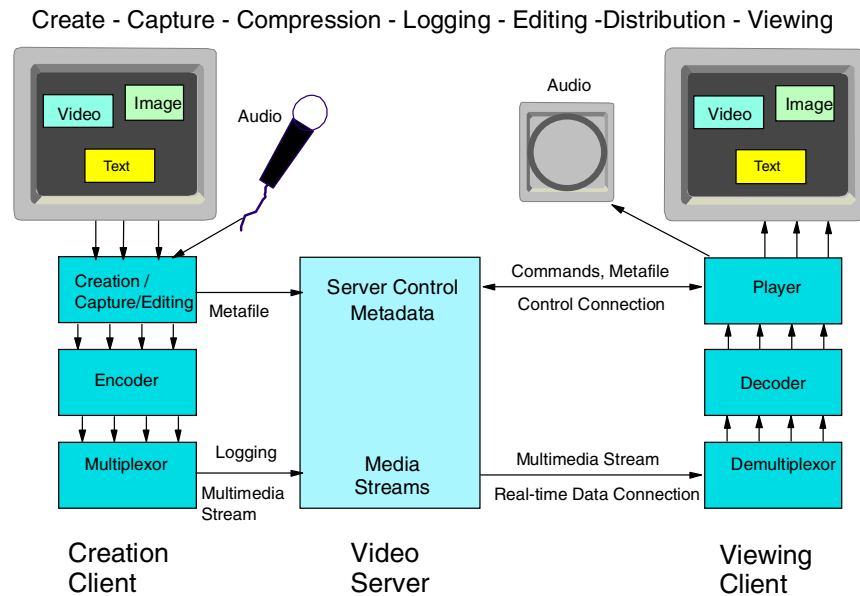 Create - Capture - Compression - Logging - Editing -Distribution - Viewing
Video
Image
Text
Audio
Audio
Video
Image
Text
Creation /
Capture/Editing
Metafile
Server Control
Metadata
Commands, Metafile
Control Connection
Player
Encoder
Decoder
Multiplexor
Logging
Multimedia
Stream
Media
Streams
Multimedia Stream
Real-time Data Connection
Demultiplexor
Creation
Client
Video
Server
Viewing
Client